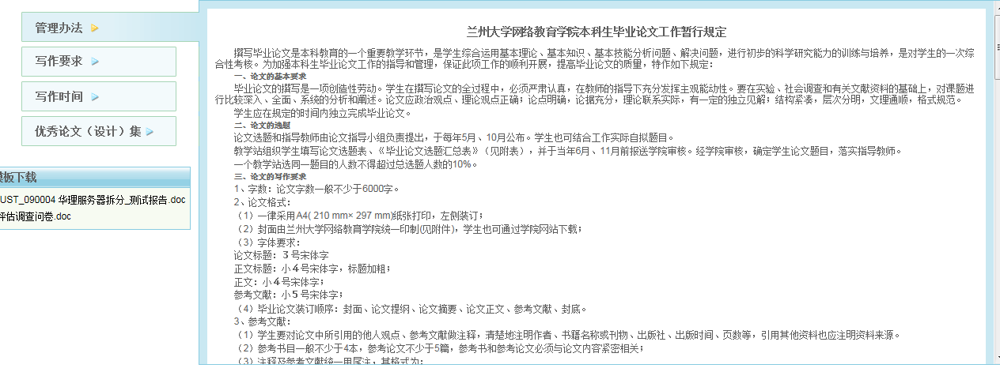 管理办法
写作要求
写作时间
优秀论文（设计）集
模板下载
UST_090004 华理服务器拆分_测试报告.doc
评估调查问卷.doc
兰州大学网络教育学院本科生毕业论文工作暂行规定
撰写毕业论文是本科教育的一个重要教学环节，是学生综合运用基本理论、基本知识、基本技能分析问题、解决问题，进行初步的科学研究能力的训练与培养，是对学生的一次综
合性考核。为加强本科生毕业论文工作的指导和管理，保证此项工作的顺利开展，提高毕业论文的质量，特作如下规定：
一、论文的基本要求
毕业论文的撰写是一项创造性劳动。学生在撰写论文的全过程中，必须严肃认真，在教师的指导下充分发挥主观能动性。要在实验、社会调查和有关文献资料的基础上，对课题进
行比较深入、全面、系统的分析和阐述。论文应政治观点、理论观点正确；论点明确，论据充分，理论联系实际，有一定的独立见解；结构紧凑，层次分明，文理通顺，格式规范。
学生应在规定的时间内独立完成毕业论文。
二、论文的选题
论文选题和指导教师由论文指导小组负责提出，于每年5月、10月公布。学生也可结合工作实际自拟题目。
教学站组织学生填写论文选题表、《毕业论文选题汇总表》（见附表），并于当年6月、11月前报送学院审核。经学院审核，确定学生论文题目，落实指导教师。
一个教学站选同一题目的人数不得超过总选题人数的10%。
三、论文的写作要求
1、字数：论文字数一般不少于6000字。
2、论文格式：
（1）一律采用A4( 210 mm× 297 mm)纸张打印，左侧装订；
（2）封面由兰州大学网络教育学院统一印制(见附件)，学生也可通过学院网站下载；
（3）字体要求：
论文标题：３号宋体字
正文标题：小４号宋体字，标题加粗；
正文：小４号宋体字；
参考文献：小５号宋体字；
（4）毕业论文装订顺序：封面、论文提纲、论文摘要、论文正文、参考文献、封底。
3、参考文献：
（1）学生要对论文中所引用的他人观点、参考文献做注释，清楚地注明作者、书籍名称或刊物、出版社、出版时间、页数等，引用其他资料也应注明资料来源。
（2）参考书目一般不少于4本，参考论文不少于5篇，参考书和参考论文必须与论文内容紧密相关；
（3）注释及参考文献统一用尾注，其格式为：